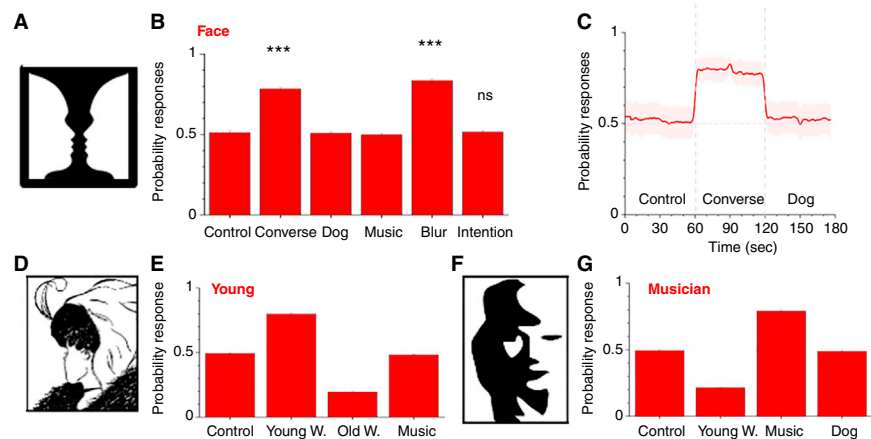 A
B
Face
Probability responses
1
0.5
0
***
***
ns
Control Converse Dog Music Blur Intention
C
Probability responses
1
0.5
0
Control Converse Dog
0 30 60 90 120 150 180
Time (sec)
D
E
Young
Probability response
1
0.5
0
Control Young W. Old W. Music
F
G
Musician
Probability response
1
0.5
0
Control Young W. Music Dog